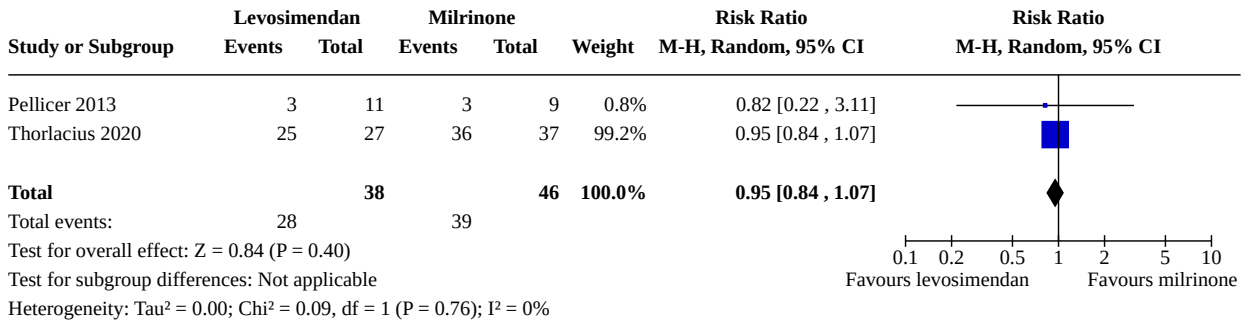 Levosimendan Milrinone Risk Ratio Risk Ratio
Study or Subgroup Events Total Events Total Weight M-H, Random, 95% CI M-H, Random, 95% CI
Pellicer 2013 3 11 3 9 0.8% 0.82 [0.22 , 3.11]
Thorlacius 2020 25 27 36 37 99.2% 0.95 [0.84 , 1.07]
Total 38 46 100.0% 0.95 [0.84 , 1.07]
Total events: 28 39
Test for overall effect: Z = 0.84 (P = 0.40)
0.1 0.2 0.5 1 2 5 10
Test for subgroup differences: Not applicable Favours levosimendan Favours milrinone
Heterogeneity: Tau² = 0.00; Chi² = 0.09, df = 1 (P = 0.76); I² = 0%